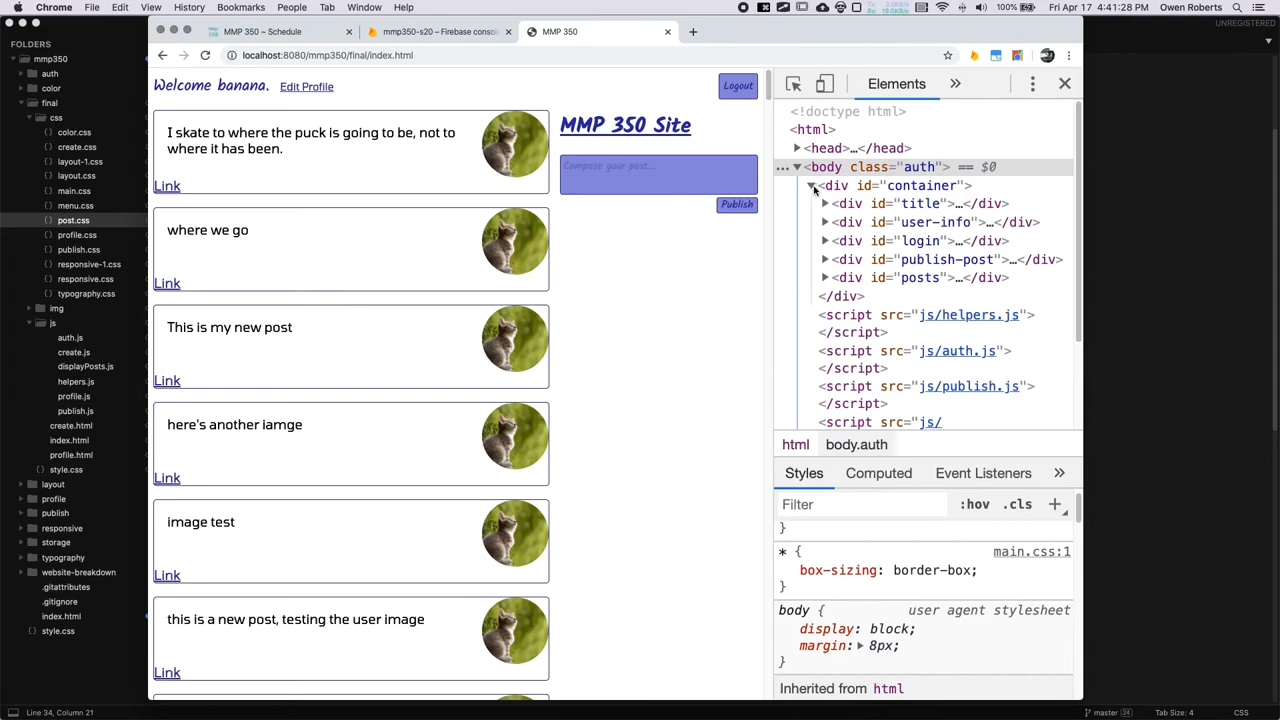 Chrome File Edit View History Bookmarks People Tab Window Help
100% Fri Apr 17 4:41:28 PM Owen Roberts
UNREGISTERED
FOLDERS
mmp350
auth
color
final
css
color.css
create.css
layout-1.css
layout.css
main.css
menu.css
post.css
profile.css
publish.css
responsive-1.css
responsive.css
typography.css
img
js
auth.js
create.js
displayPosts.js
helpers.js
profile.js
publish.js
create.html
index.html
profile.html
style.css
layout
profile
publish
responsive
storage
typography
website-breakdown
.gitattributes
.gitignore
index.html
style.css
MMP 350 ~ Schedule
mmp350-s20 – Firebase consol
MMP 350
localhost:8080/mmp350/final/index.html
Welcome banana. Edit Profile
Logout
MMP 350 Site
Compose your post...
Publish
I skate to where the puck is going to be, not to
where it has been.
Link
where we go
Link
This is my new post
Link
here's another iamge
Link
image test
Link
this is a new post, testing the user image
Link
Elements
<!doctype html>
<html>
<head>…</head>
… <body class="auth"> == $0
<div id="container">
<div id="title">…</div>
<div id="user-info">…</div>
<div id="login">…</div>
<div id="publish-post">…</div>
<div id="posts">…</div>
</div>
<script src="js/helpers.js">
</script>
<script src="js/auth.js">
</script>
<script src="js/publish.js">
</script>
<script src="js/
html body.auth
Styles Computed Event Listeners
Filter :hov .cls +
}
* { main.css:1
box-sizing: border-box;
}
body { user agent stylesheet
display: block;
margin: 8px;
}
Inherited from html
Line 34, Column 21
master 24 Tab Size: 4 CSS